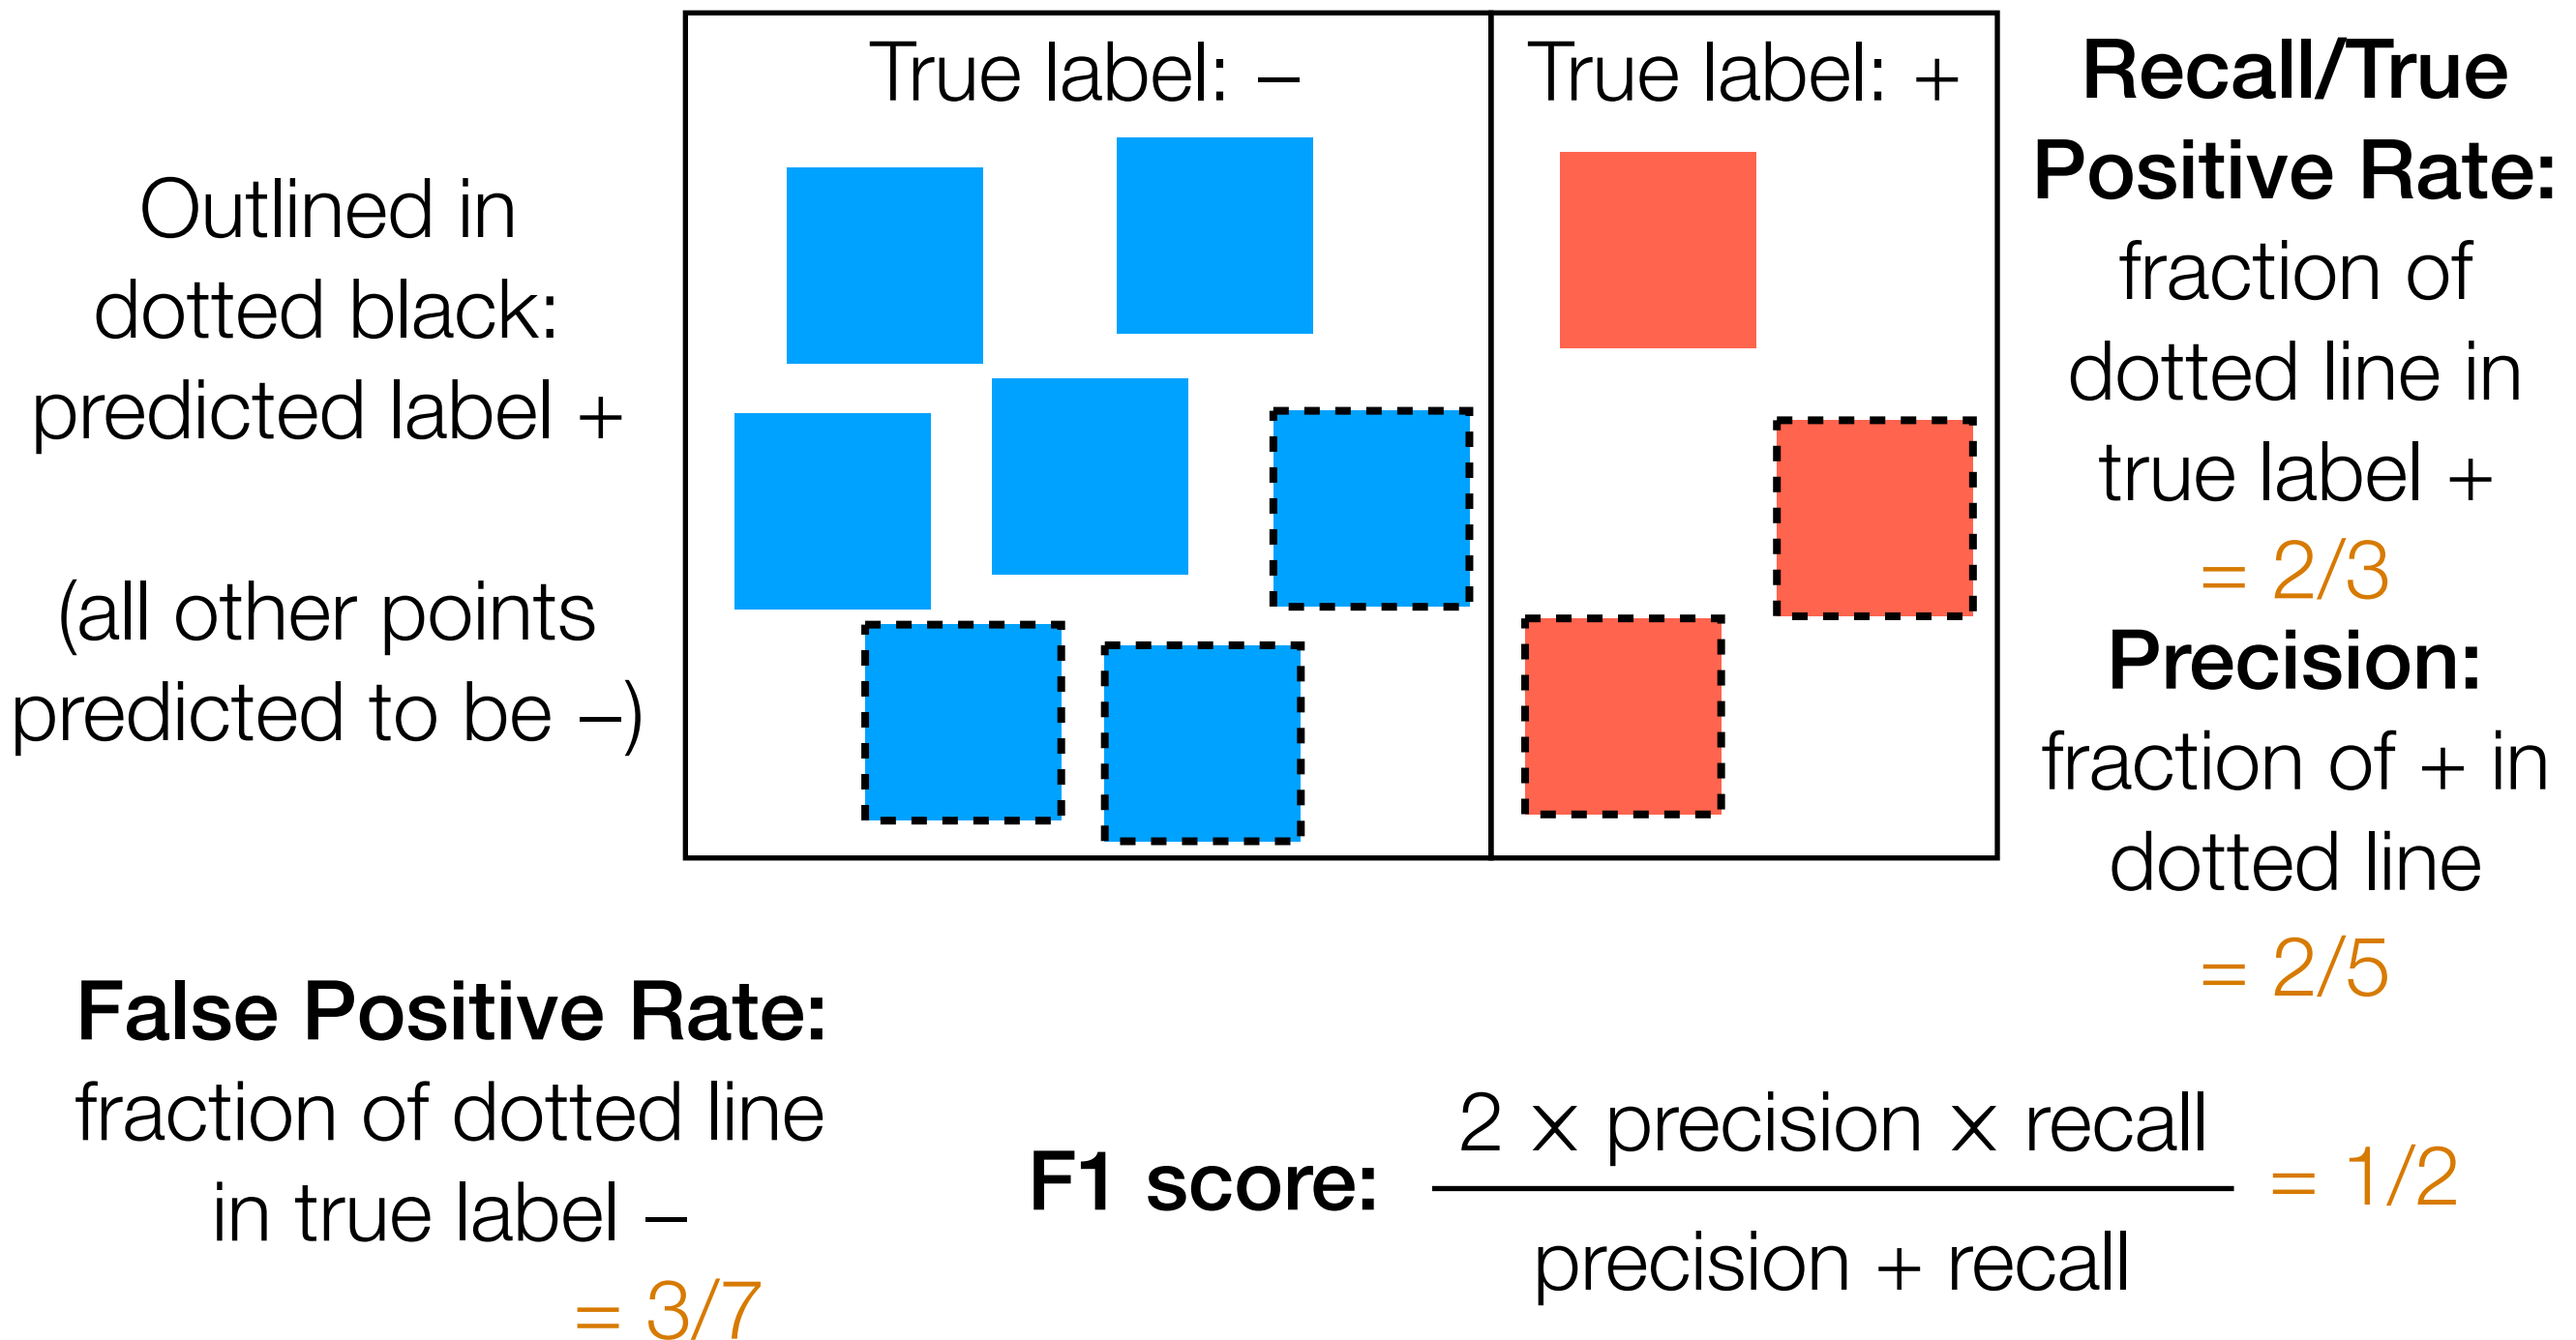 True label: –
True label: +
Outlined in
dotted black:
predicted label +
(all other points
predicted to be –)
Recall/True
Positive Rate:
fraction of
dotted line in
true label +
= 2/3
Precision:
fraction of + in
dotted line
= 2/5
False Positive Rate:
fraction of dotted line
in true label –
= 3/7
F1 score:
2 x precision x recall
precision + recall
= 1/2